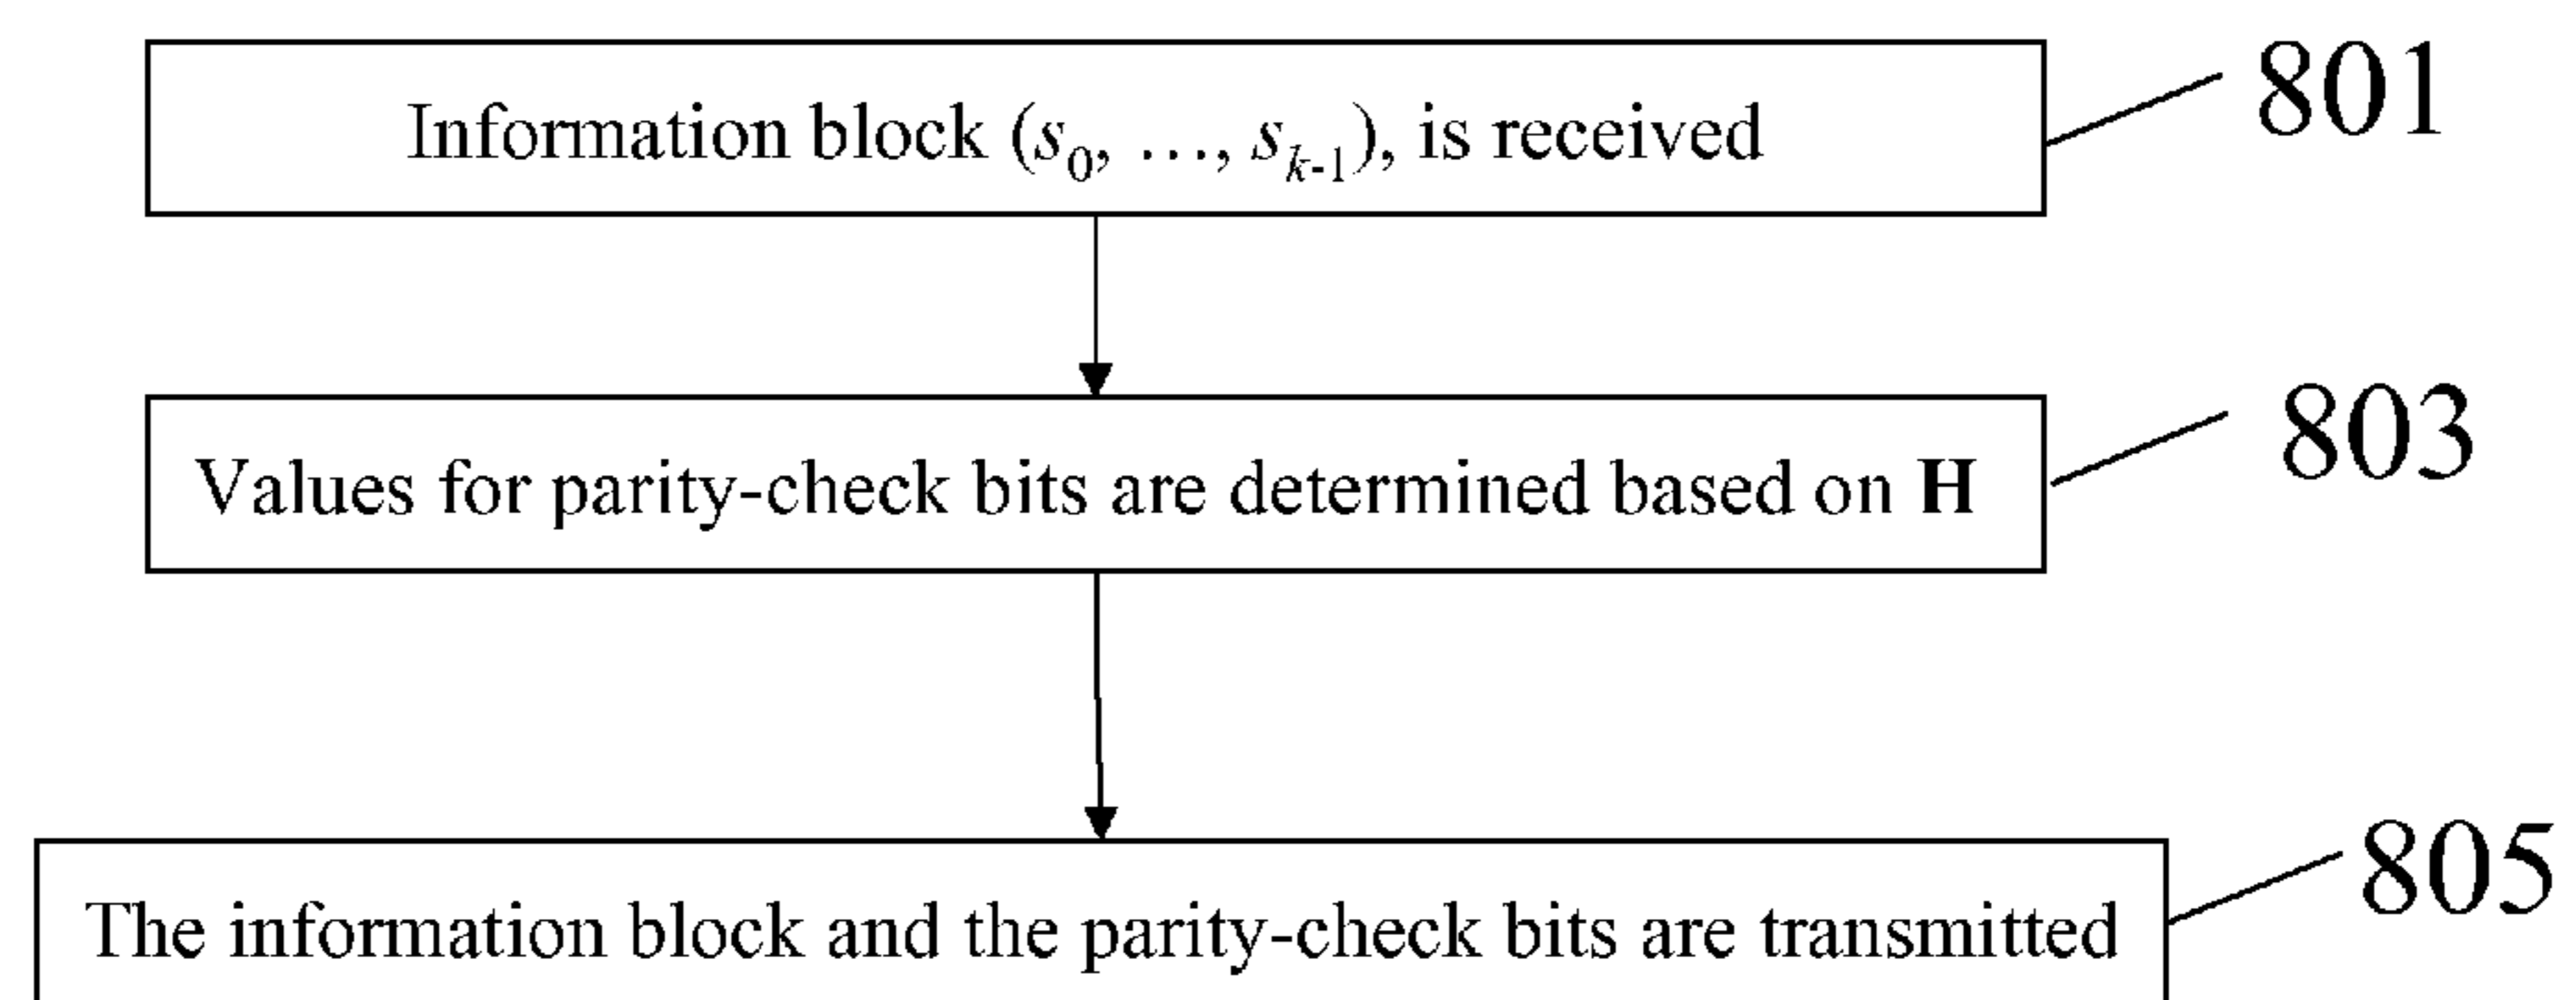 Information block (s₀, ..., sₖ₋₁), is received
801
Values for parity-check bits are determined based on H
803
The information block and the parity-check bits are transmitted
805